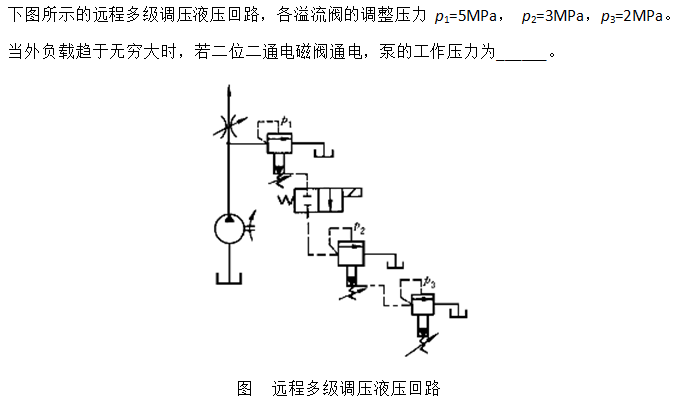 下图所示的远程多级调压液压回路，各溢流阀的调整压力 p₁=5MPa， p₂=3MPa，p₃=2MPa。
当外负载趋于无穷大时，若二位二通电磁阀通电，泵的工作压力为______。
p₁
p₂
p₃
图 远程多级调压液压回路